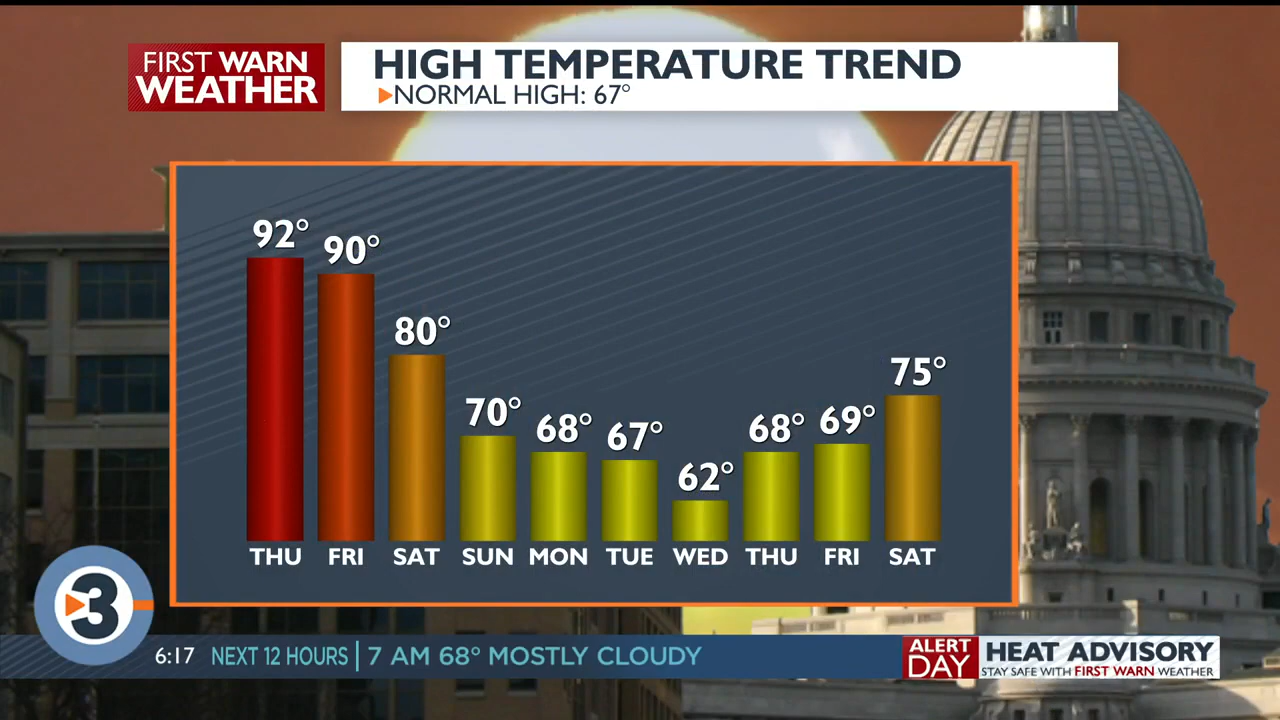 FIRST WARN
WEATHER
HIGH TEMPERATURE TREND
NORMAL HIGH: 67°
92° 90° 80° 70° 68° 67° 62° 68° 69° 75°
THU FRI SAT SUN MON TUE WED THU FRI SAT
3
6:17 NEXT 12 HOURS | 7 AM 68° MOSTLY CLOUDY
ALERT
DAY
HEAT ADVISORY
STAY SAFE WITH FIRST WARN WEATHER